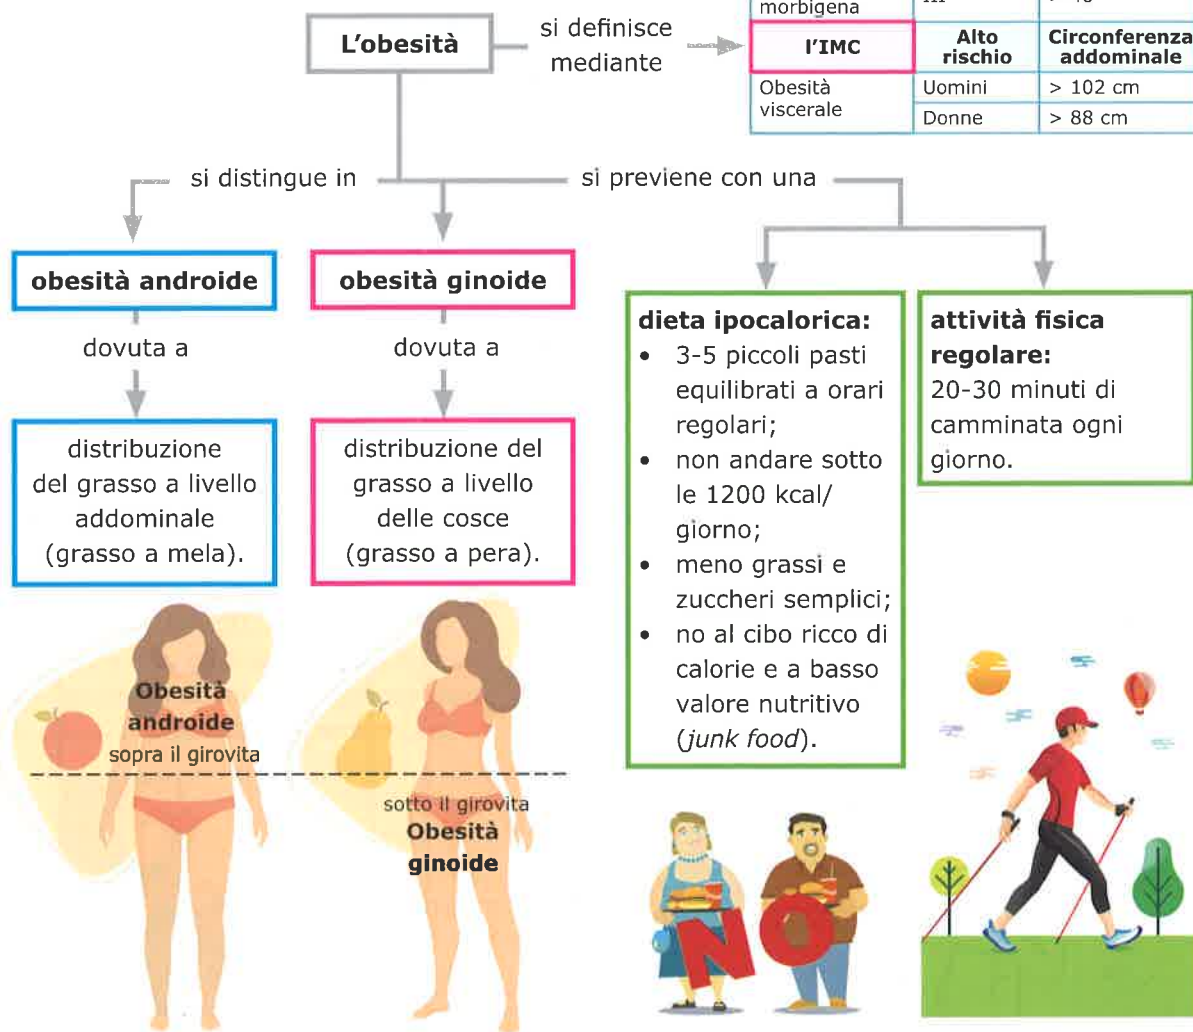 morbigena
III
> 40
L'obesità
si definisce
mediante
l'IMC
Alto
rischio
Circonferenza
addominale
Obesità
viscerale
Uomini
> 102 cm
Donne
> 88 cm
si distingue in
si previene con una
obesità androide
obesità ginoide
dovuta a
dovuta a
distribuzione
del grasso a livello
addominale
(grasso a mela).
distribuzione del
grasso a livello
delle cosce
(grasso a pera).
dieta ipocalorica:
• 3-5 piccoli pasti
equilibrati a orari
regolari;
• non andare sotto
le 1200 kcal/
giorno;
• meno grassi e
zuccheri semplici;
• no al cibo ricco di
calorie e a basso
valore nutritivo
(junk food).
attività fisica
regolare:
20-30 minuti di
camminata ogni
giorno.
Obesità
androide
sopra il girovita
sotto il girovita
Obesità
ginoide
NO